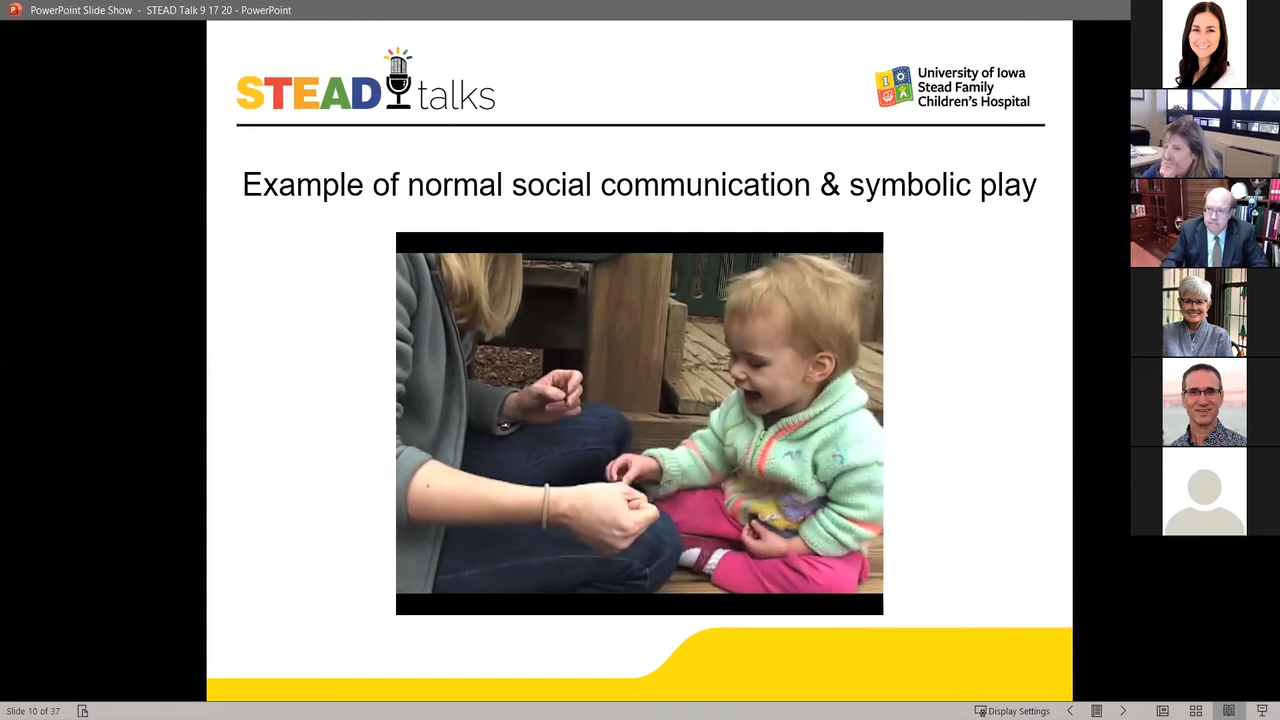 PowerPoint Slide Show - STEAD Talk 9 17 20 - PowerPoint
STEAD talks
University of Iowa
Stead Family
Children's Hospital
Example of normal social communication & symbolic play
Slide 10 of 37
Display Settings